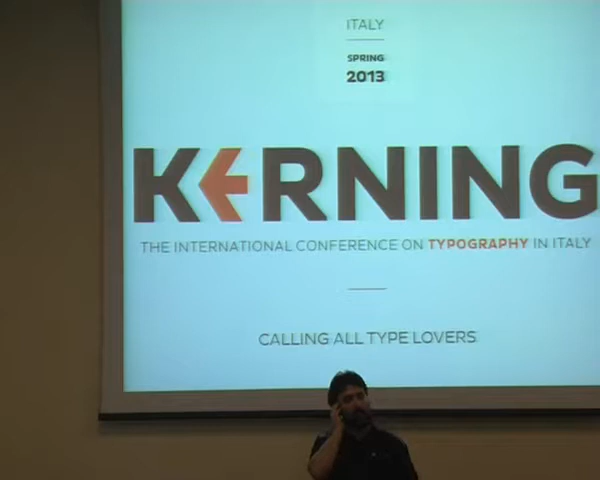 ITALY
SPRING
2013
KERNING
THE INTERNATIONAL CONFERENCE ON TYPOGRAPHY IN ITALY
CALLING ALL TYPE LOVERS